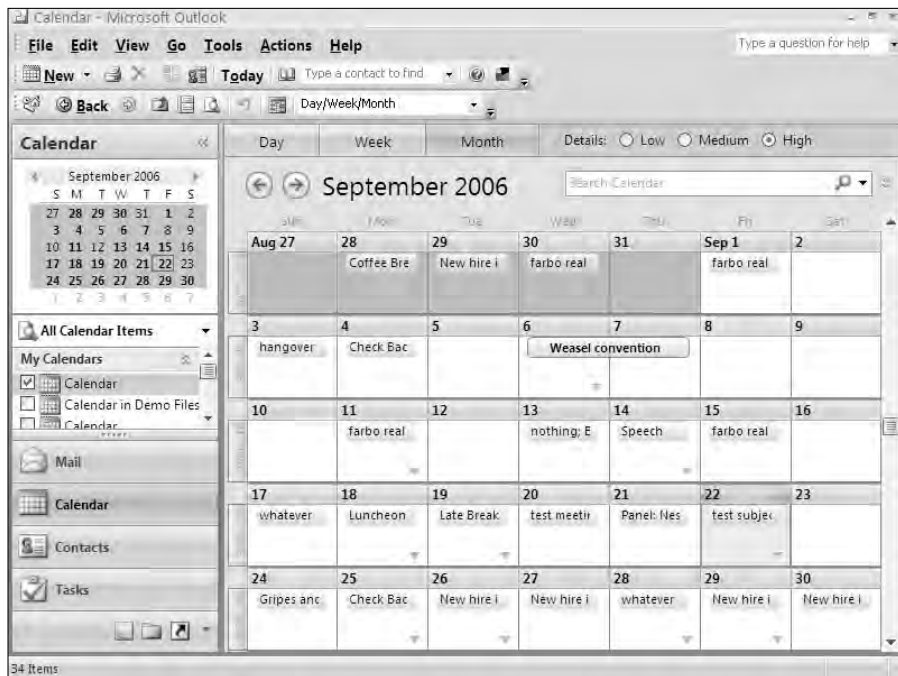 Calendar - Microsoft Outlook
File Edit View Go Tools Actions Help
Type a question for help
New Today Type a contact to find
Back Day/Week/Month
Calendar
Day Week Month Details: Low Medium High
September 2006
S M T W T F S
27 28 29 30 31 1 2
3 4 5 6 7 8 9
10 11 12 13 14 15 16
17 18 19 20 21 22 23
24 25 26 27 28 29 30
1 2 3 4 5 6 7
All Calendar Items
My Calendars
Calendar
Calendar in Demo Files
Calendar
Mail
Calendar
Contacts
Tasks
September 2006 Search Calendar
Sun Mon Tue Wed Thu Fri Sat
Aug 27 28 29 30 31 Sep 1 2
Coffee Bre New hire i farbo real farbo real
3 4 5 6 7 8 9
hangover Check Bac Weasel convention
10 11 12 13 14 15 16
farbo real nothing; E Speech farbo real
17 18 19 20 21 22 23
whatever Luncheon Late Break test meetin Panel: Nes test subjec
24 25 26 27 28 29 30
Gripes anc Check Bac New hire i New hire i whatever New hire i New hire i
34 Items